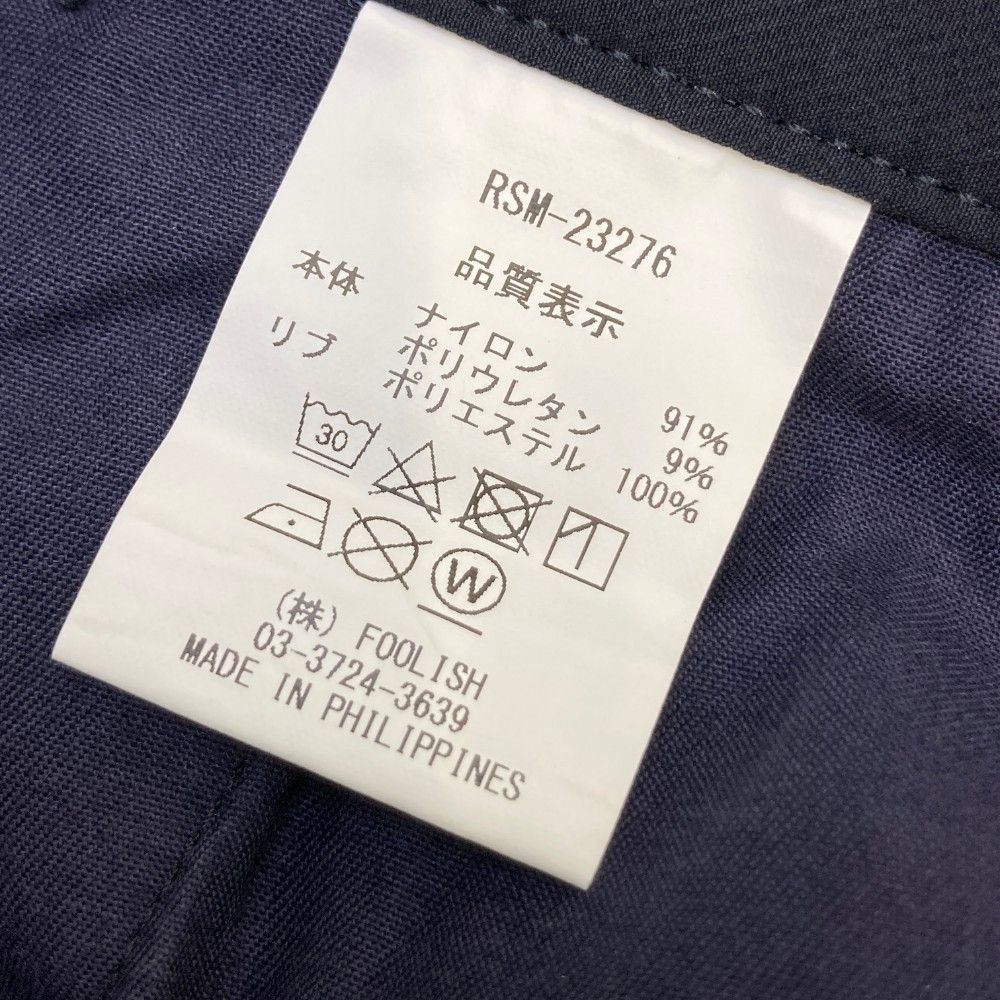 RSM-23276
品質表示
本体 ナイロン 91%
ポリウレタン 9%
リブ ポリエステル 100%
30
W
(株) FOOLISH
03-3724-3639
MADE IN PHILIPPINES